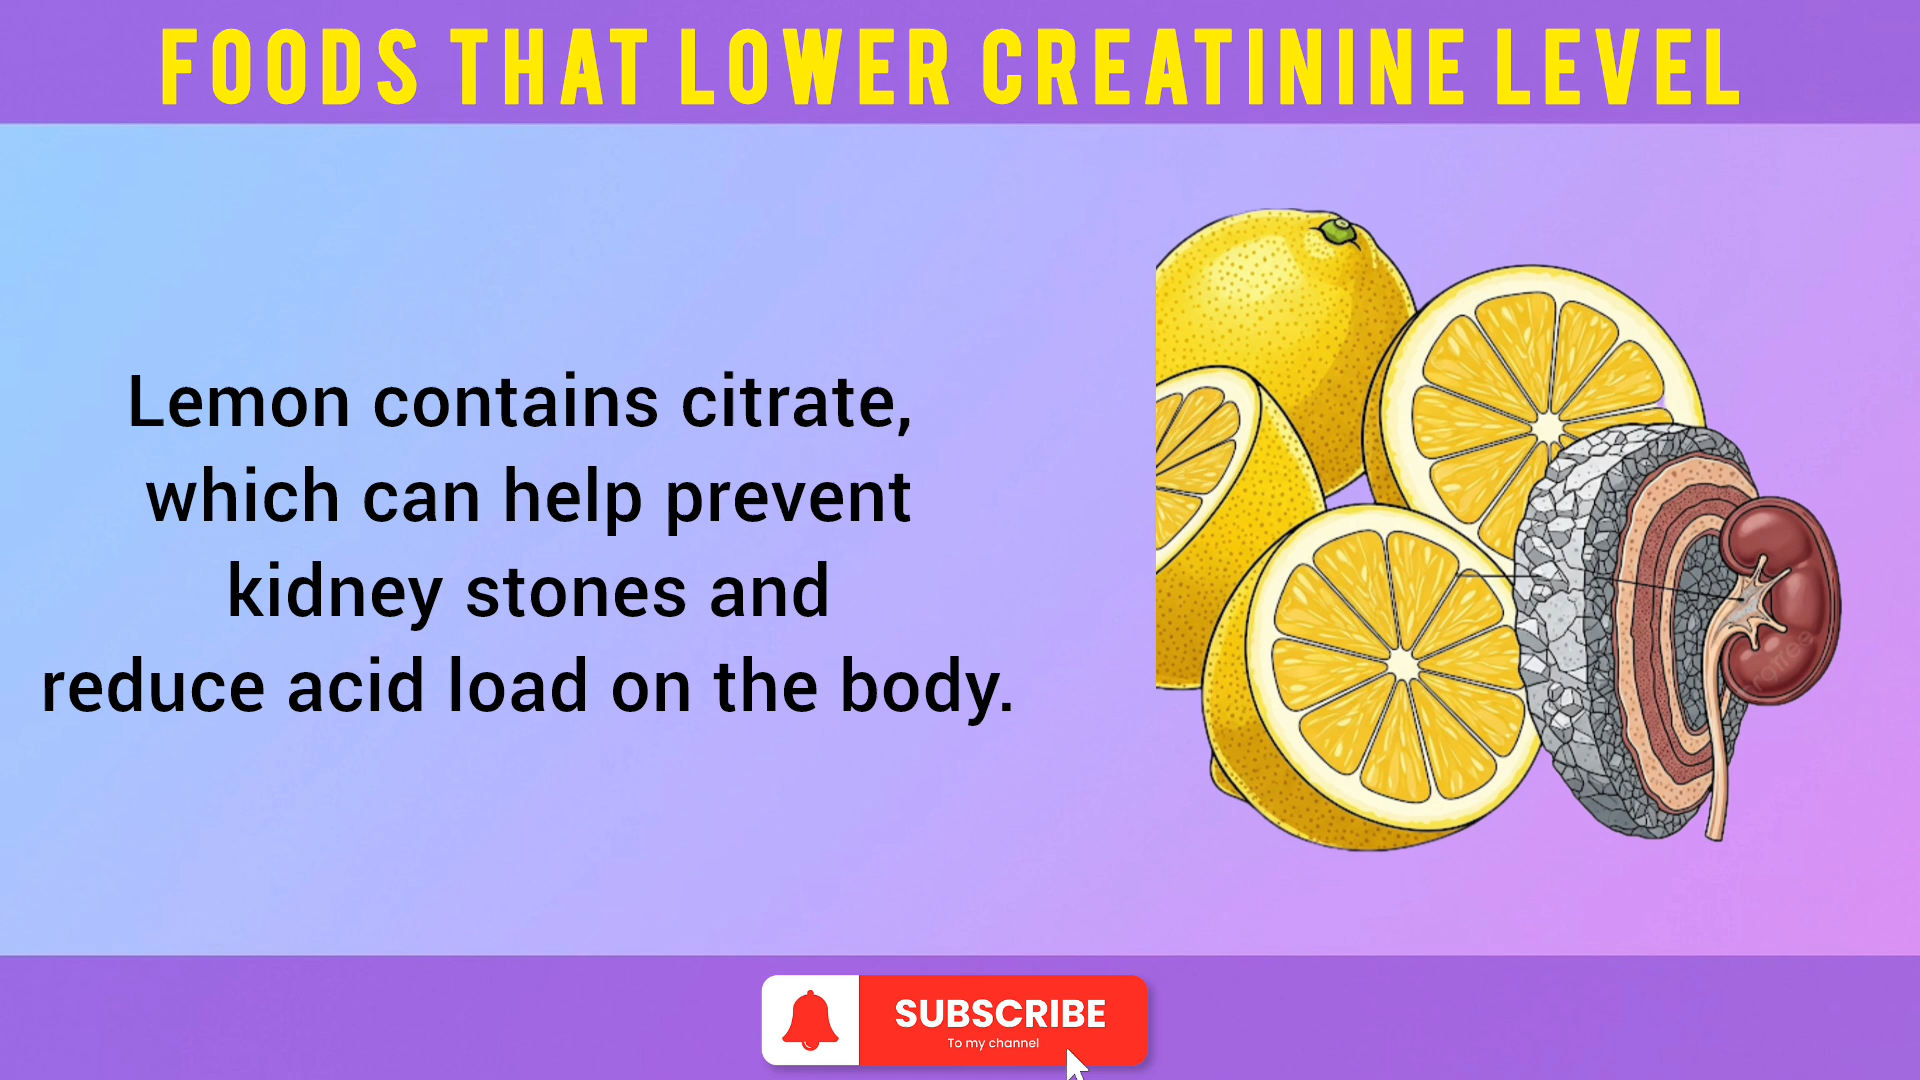 FOODS THAT LOWER CREATININE LEVEL
Lemon contains citrate,
which can help prevent
kidney stones and
reduce acid load on the body.
SUBSCRIBE
To my channel